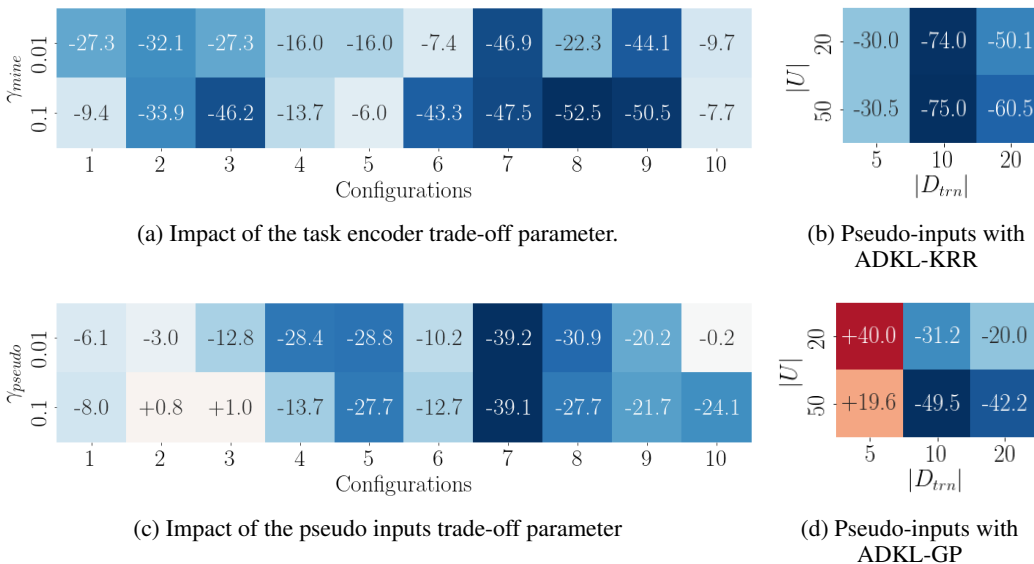 γmine
0.01 -27.3 -32.1 -27.3 -16.0 -16.0 -7.4 -46.9 -22.3 -44.1 -9.7
0.1 -9.4 -33.9 -46.2 -13.7 -6.0 -43.3 -47.5 -52.5 -50.5 -7.7
1 2 3 4 5 6 7 8 9 10
Configurations
(a) Impact of the task encoder trade-off parameter.
|U|
20 -30.0 -74.0 -50.1
50 -30.5 -75.0 -60.5
5 10 20
|Dtrn|
(b) Pseudo-inputs with
ADKL-KRR
γpseudo
0.01 -6.1 -3.0 -12.8 -28.4 -28.8 -10.2 -39.2 -30.9 -20.2 -0.2
0.1 -8.0 +0.8 +1.0 -13.7 -27.7 -12.7 -39.1 -27.7 -21.7 -24.1
1 2 3 4 5 6 7 8 9 10
Configurations
(c) Impact of the pseudo inputs trade-off parameter
|U|
20 +40.0 -31.2 -20.0
50 +19.6 -49.5 -42.2
5 10 20
|Dtrn|
(d) Pseudo-inputs with
ADKL-GP